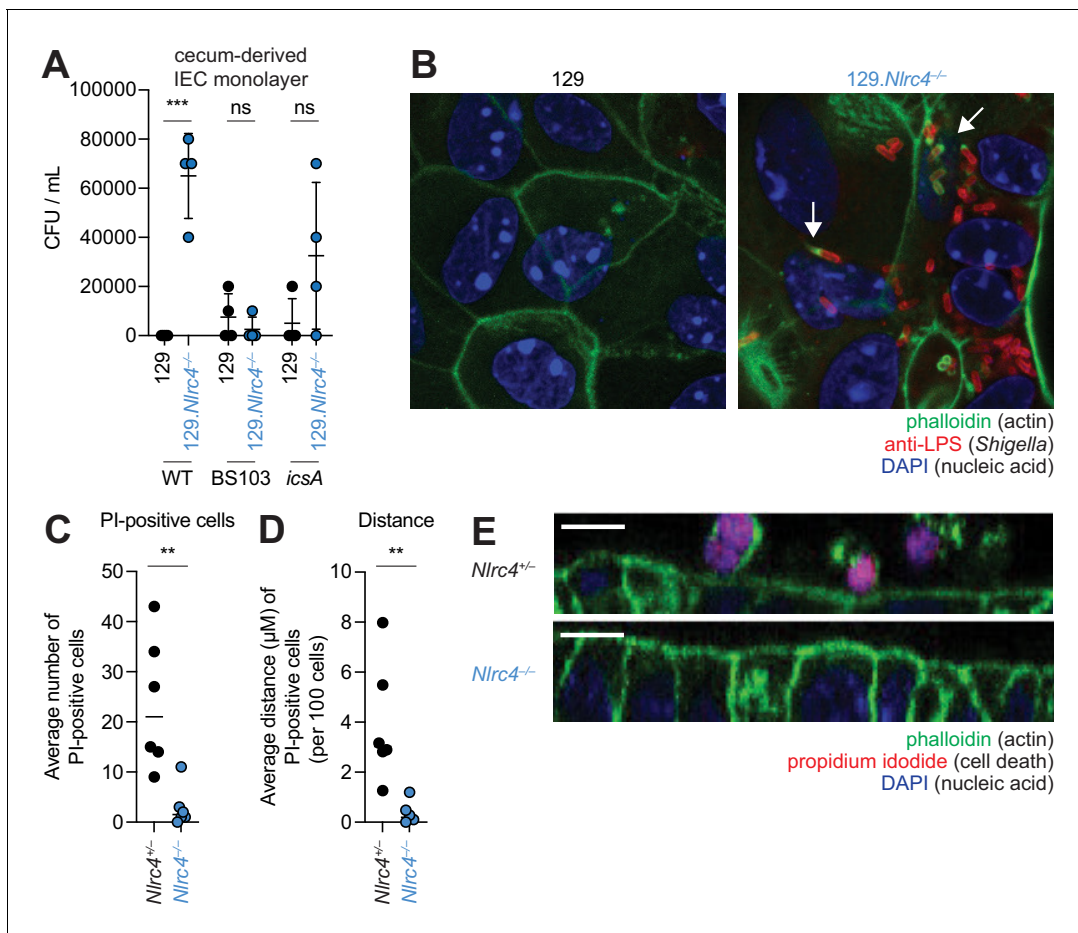 A
cecum-derived
IEC monolayer
***
ns
ns
100000
80000
60000
40000
20000
0
CFU / mL
129
129.Nlrc4–/–
129
129.Nlrc4–/–
129
129.Nlrc4–/–
WT
BS103
icsA
B
129
129.Nlrc4–/–
phalloidin (actin)
anti-LPS (Shigella)
DAPI (nucleic acid)
C
PI-positive cells
**
50
40
30
20
10
0
Average number of
PI-positive cells
Nlrc4+/–
Nlrc4–/–
D
Distance
**
10
8
6
4
2
0
Average distance (µM) of
PI-positive cells
(per 100 cells)
Nlrc4+/–
Nlrc4–/–
E
Nlrc4+/–
Nlrc4–/–
phalloidin (actin)
propidium idodide (cell death)
DAPI (nucleic acid)